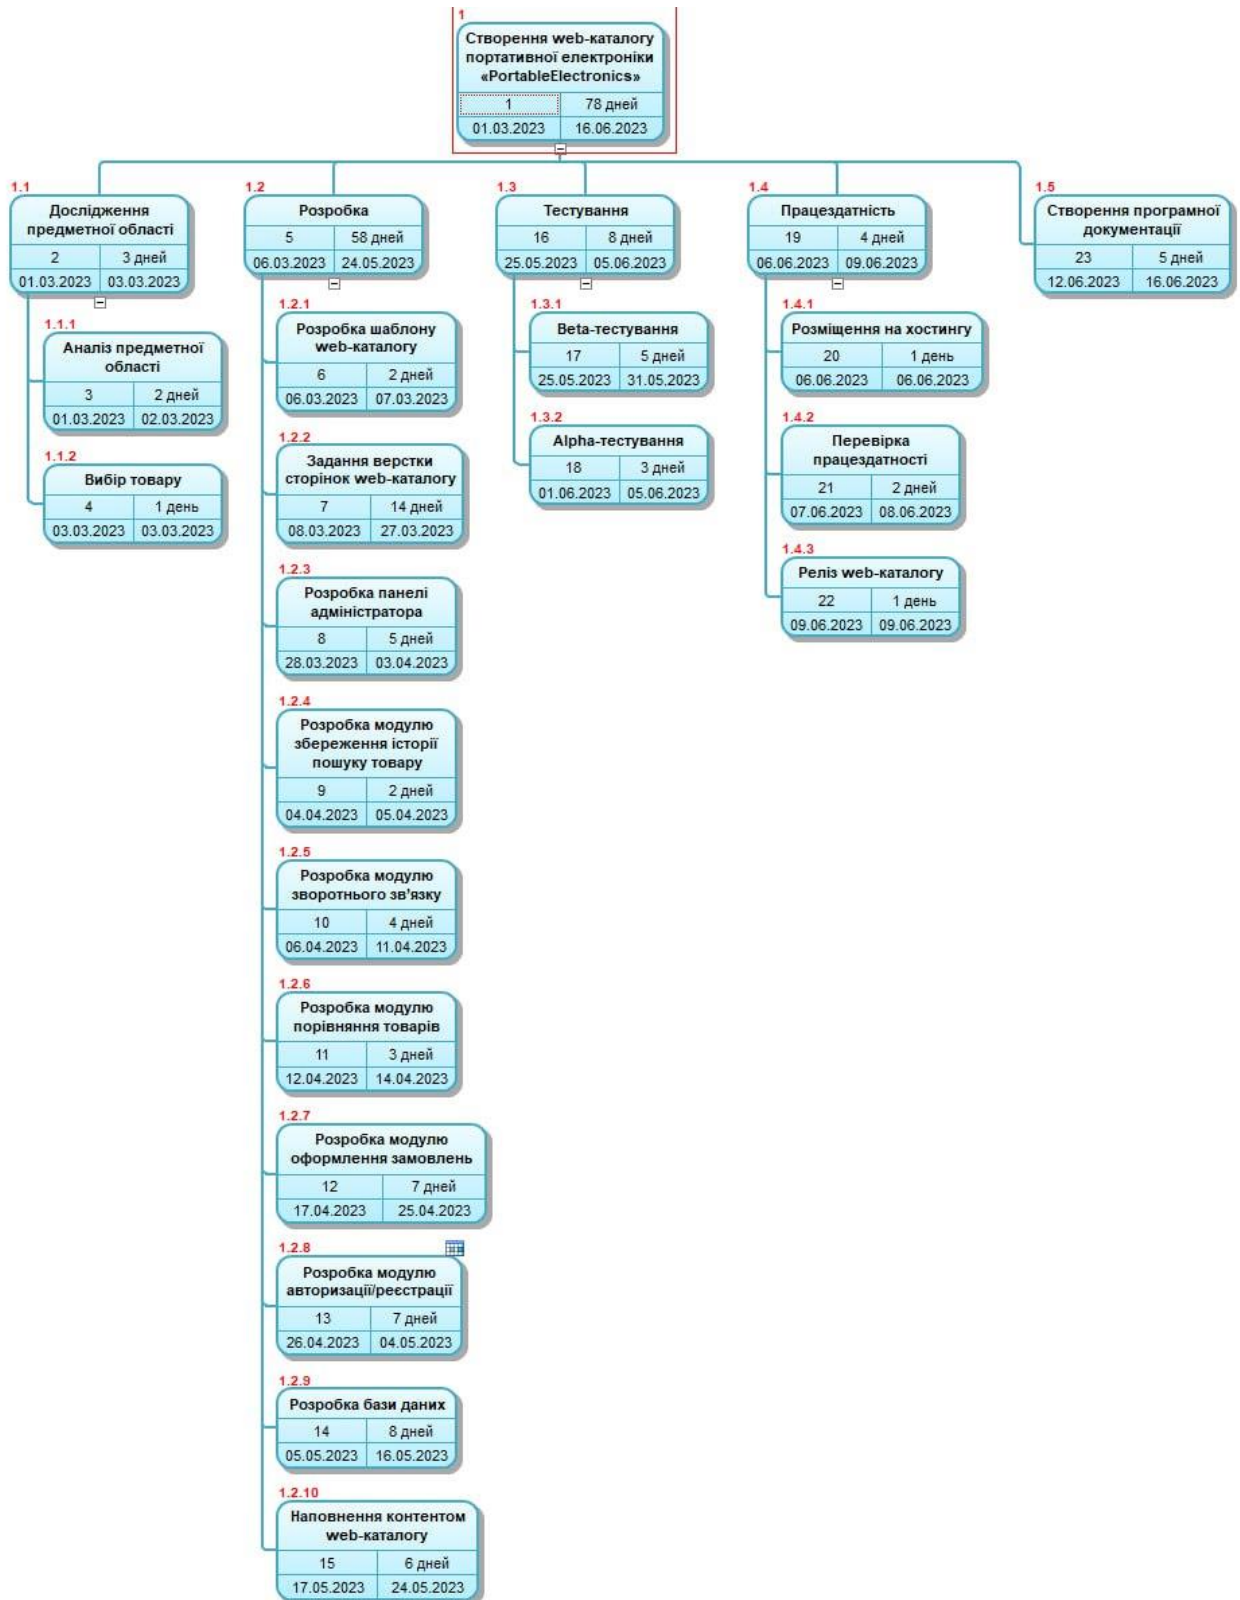 1
Створення web-каталогу
портативної електроніки
«PortableElectronics»
1 78 дней
01.03.2023 16.06.2023
1.1
Дослідження
предметної області
2 3 дней
01.03.2023 03.03.2023
1.1.1
Аналіз предметної
області
3 2 дней
01.03.2023 02.03.2023
1.1.2
Вибір товару
4 1 день
03.03.2023 03.03.2023
1.2
Розробка
5 58 дней
06.03.2023 24.05.2023
1.2.1
Розробка шаблону
web-каталогу
6 2 дней
06.03.2023 07.03.2023
1.2.2
Задання верстки
сторінок web-каталогу
7 14 дней
08.03.2023 27.03.2023
1.2.3
Розробка панелі
адміністратора
8 5 дней
28.03.2023 03.04.2023
1.2.4
Розробка модулю
збереження історії
пошуку товару
9 2 дней
04.04.2023 05.04.2023
1.2.5
Розробка модулю
зворотнього зв'язку
10 4 дней
06.04.2023 11.04.2023
1.2.6
Розробка модулю
порівняння товарів
11 3 дней
12.04.2023 14.04.2023
1.2.7
Розробка модулю
оформлення замовлень
12 7 дней
17.04.2023 25.04.2023
1.2.8
Розробка модулю
авторизації/реєстрації
13 7 дней
26.04.2023 04.05.2023
1.2.9
Розробка бази даних
14 8 дней
05.05.2023 16.05.2023
1.2.10
Наповнення контентом
web-каталогу
15 6 дней
17.05.2023 24.05.2023
1.3
Тестування
16 8 дней
25.05.2023 05.06.2023
1.3.1
Beta-тестування
17 5 дней
25.05.2023 31.05.2023
1.3.2
Alpha-тестування
18 3 дней
01.06.2023 05.06.2023
1.4
Працездатність
19 4 дней
06.06.2023 09.06.2023
1.4.1
Розміщення на хостингу
20 1 день
06.06.2023 06.06.2023
1.4.2
Перевірка
працездатності
21 2 дней
07.06.2023 08.06.2023
1.4.3
Реліз web-каталогу
22 1 день
09.06.2023 09.06.2023
1.5
Створення програмної
документації
23 5 дней
12.06.2023 16.06.2023